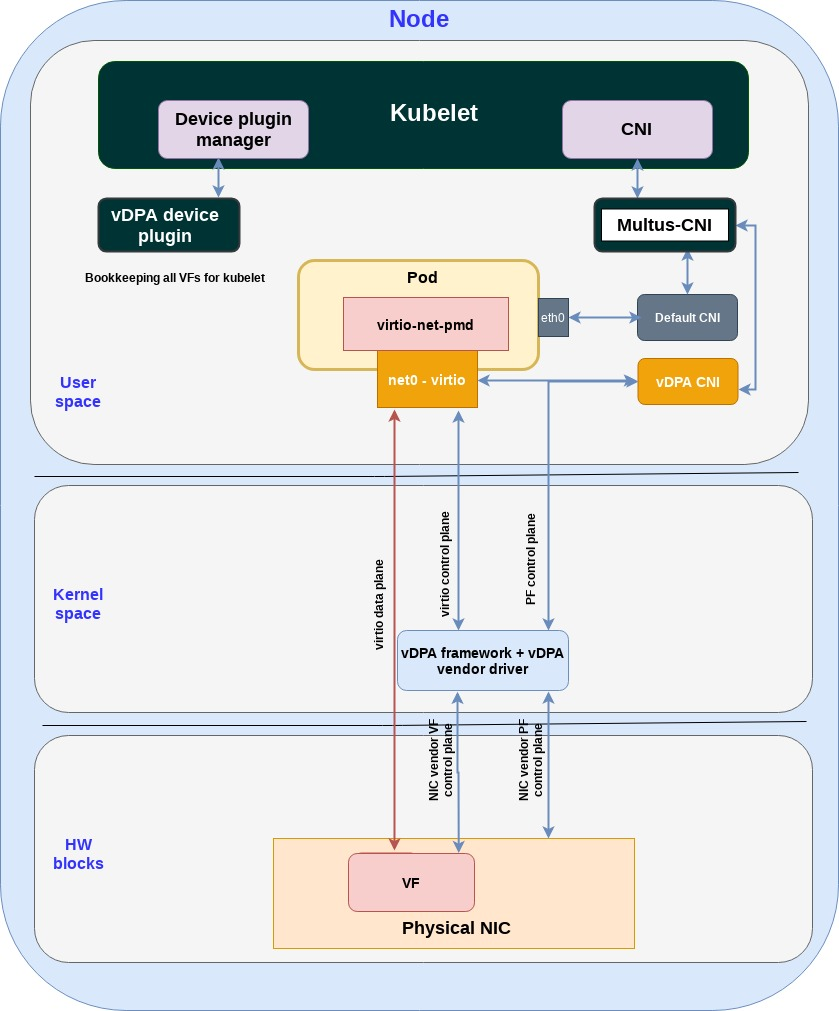 Node
Kubelet
Device plugin
manager
CNI
vDPA device
plugin
Multus-CNI
Bookkeeping all VFs for kubelet
Pod
virtio-net-pmd
eth0
Default CNI
net0 - virtio
vDPA CNI
User
space
virtio data plane
virtio control plane
PF control plane
Kernel
space
vDPA framework + vDPA
vendor driver
NIC vendor VF
control plane
NIC vendor PF
control plane
HW
blocks
VF
Physical NIC